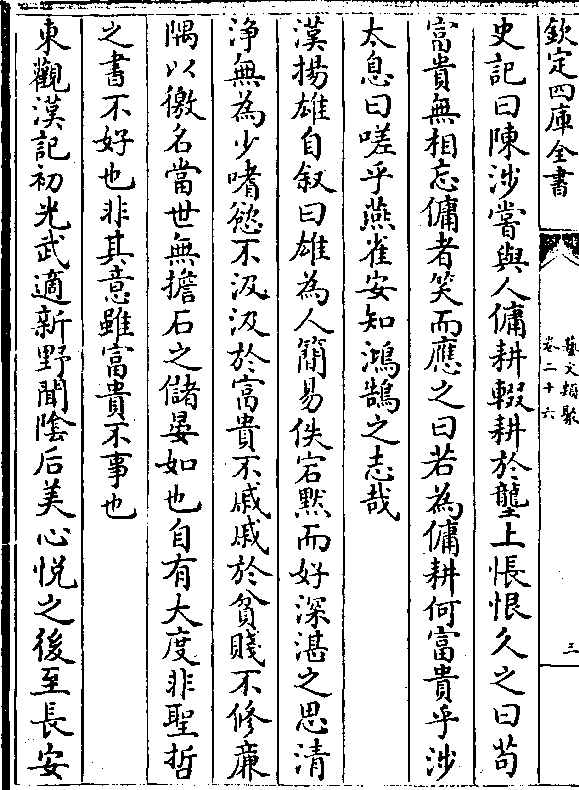 欽定四庫全書
藝文類聚
卷二十六
三
史記曰陳涉嘗與人傭耕輟耕於壟上悵恨久之曰苟
富貴無相忘傭者笑而應之曰若為傭耕何富貴乎涉
太息曰嗟乎燕雀安知鴻鵠之志哉
漢揚雄自叙曰雄為人簡易佚宕黙而好深湛之思清
浄無為少嗜慾不汲汲於富貴不戚戚於貧賤不修廉
隅以徼名當世無擔石之儲晏如也自有大度非聖哲
之書不好也非其意雖富貴不事也
東觀漢記初光武適新野聞陰后美心悦之後至長安